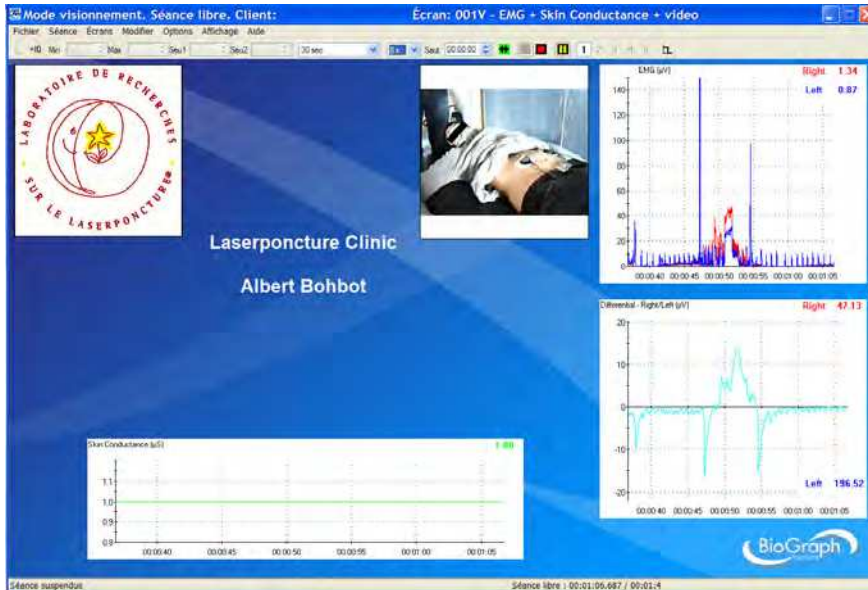 Mode visionnement. Séance libre. Client: Écran: 001V - EMG + Skin Conductance + video
Fichier Séance Écrans Modifier Options Affichage Aide
Min Max Seu1 Seu2 30 sec Saut 00:00:00 1
LABORATOIRE DE RECHERCHES
SUR LE LASERPONCTURE
Laserponcture Clinic
Albert Bohbot
EMG (µV) Right 1.34
Left 0.87
140
120
100
80
60
40
20
0
00:00:40 00:00:45 00:00:50 00:00:55 00:01:00 00:01:05
Differential - Right/Left (µV) Right 47.13
20
10
0
-10
-20
Left 196.52
00:00:40 00:00:45 00:00:50 00:00:55 00:01:00 00:01:05
Skin Conductance (µS) 1.00
1.1
1.0
0.9
0.8
00:00:40 00:00:45 00:00:50 00:00:55 00:01:00 00:01:05
BioGraph
Séance suspendue Séance libre : 00:01:06.687 / 00:01:4